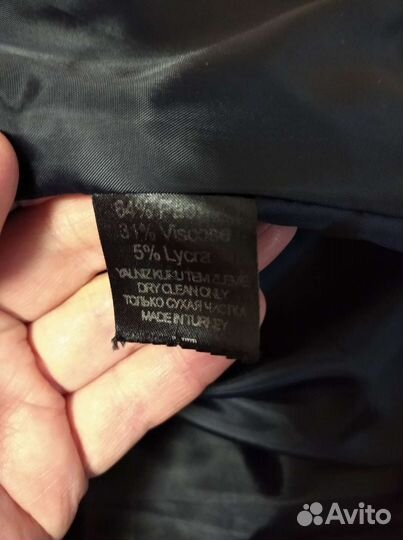 64%
31% Viscose
5% Lycra
YALNIZ KURU TEMİZLEME
DRY CLEAN ONLY
ТОЛЬКО СУХАЯ ЧИСТКА
MADE IN TURKEY
Avito